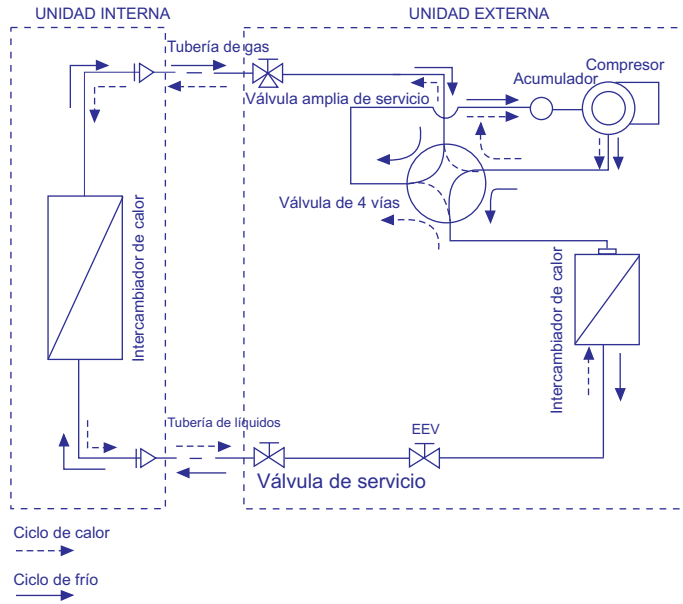 UNIDAD INTERNA
UNIDAD EXTERNA
Tubería de gas
Compresor
Acumulador
Válvula amplia de servicio
Válvula de 4 vías
Intercambiador de calor
Intercambiador de calor
Tubería de líquidos
EEV
Válvula de servicio
Ciclo de calor
Ciclo de frío